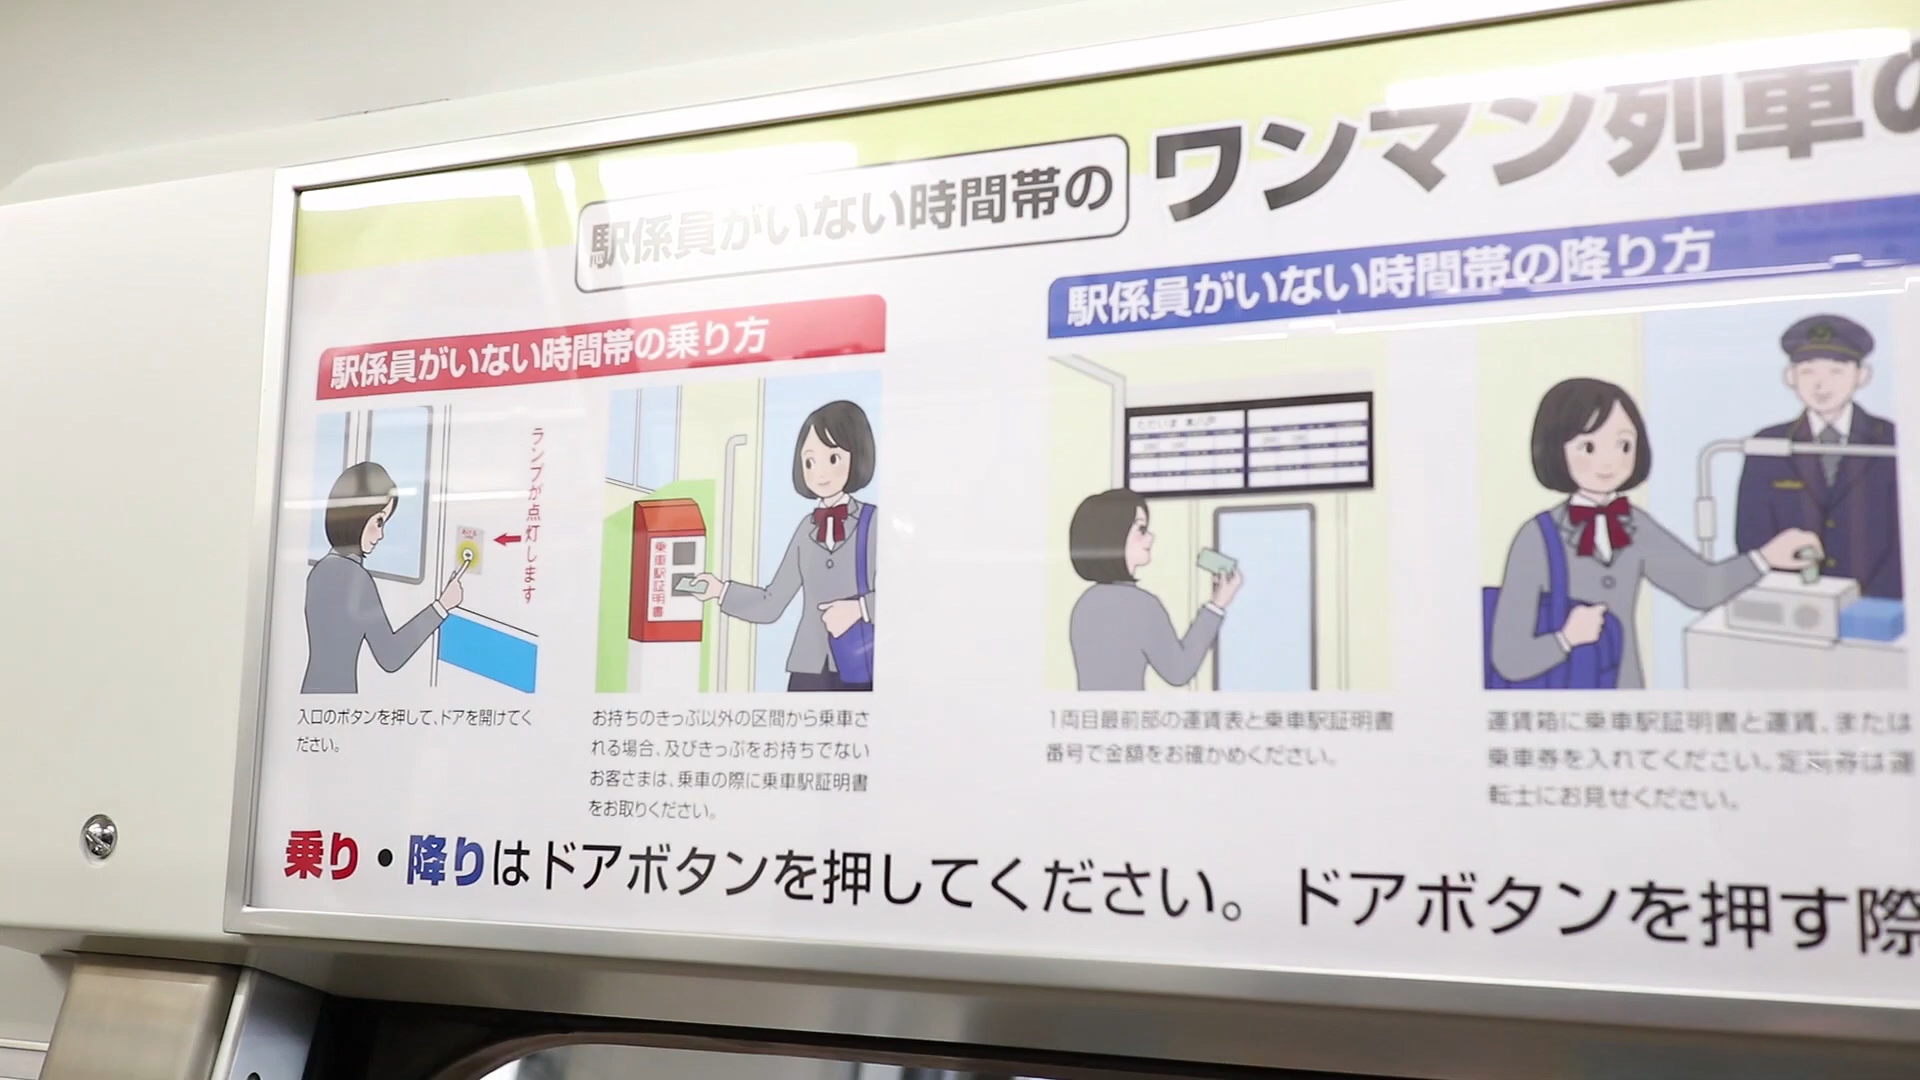 駅係員がいない時間帯の
ワンマン列車の
駅係員がいない時間帯の乗り方
駅係員がいない時間帯の降り方
ランプが点灯します
乗車駅証明書
入口のボタンを押して、ドアを開けてく
ださい。
お持ちのきっぷ以外の区間から乗車さ
れる場合、及びきっぷをお持ちでない
お客さまは、乗車の際に乗車駅証明書
をお取りください。
1両目最前部の運賃表と乗車駅証明書
番号で金額をお確かめください。
運賃箱に乗車駅証明書と運賃、または
乗車券を入れてください。定期券は運
転士にお見せください。
乗り・降りはドアボタンを押してください。 ドアボタンを押す際